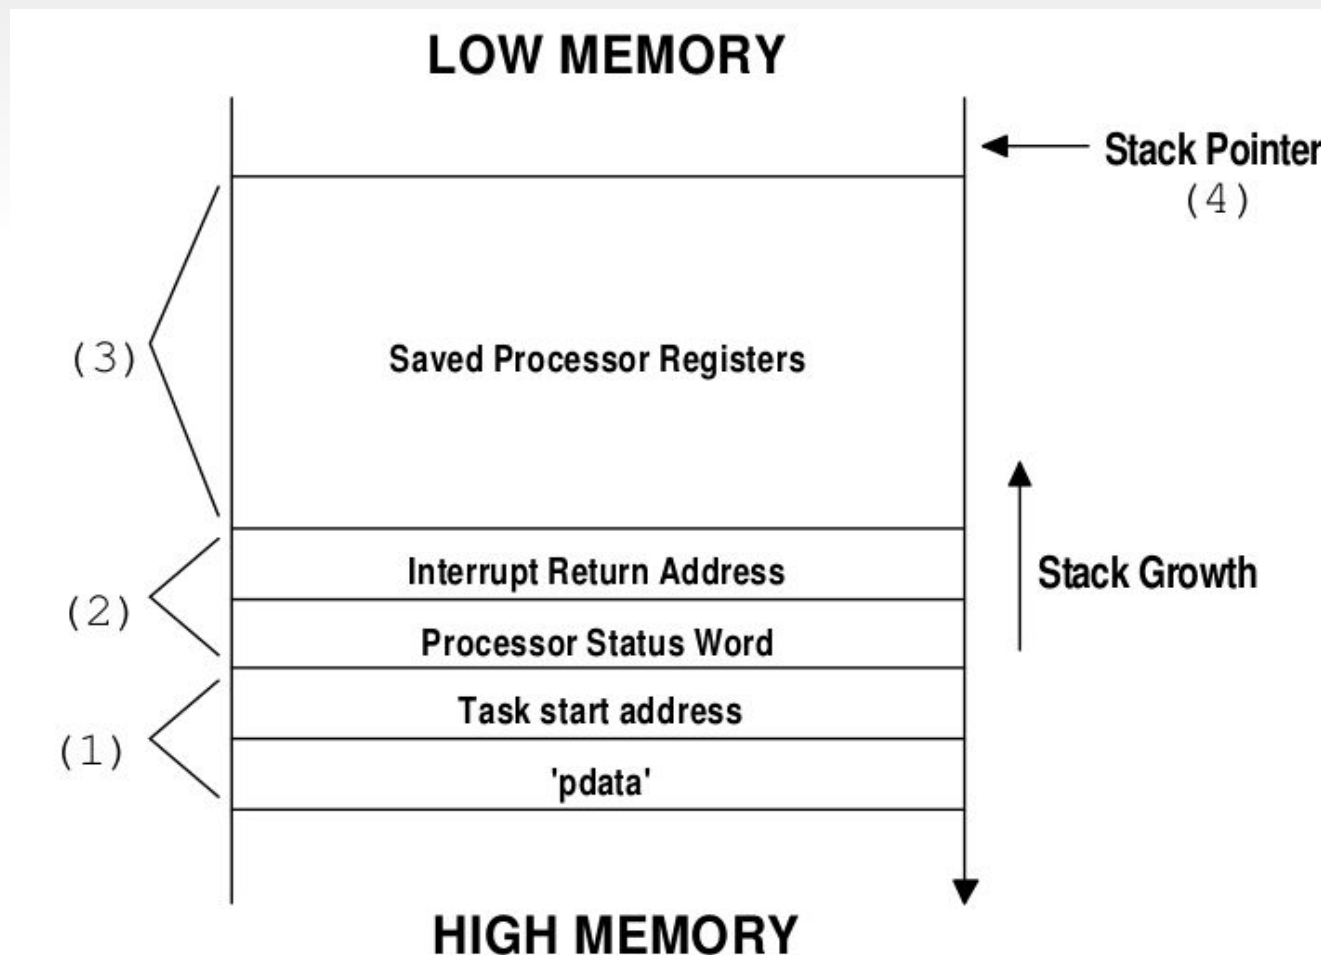 LOW MEMORY
Stack Pointer
(4)
(3)
Saved Processor Registers
Interrupt Return Address
Stack Growth
(2)
Processor Status Word
Task start address
(1)
'pdata'
HIGH MEMORY